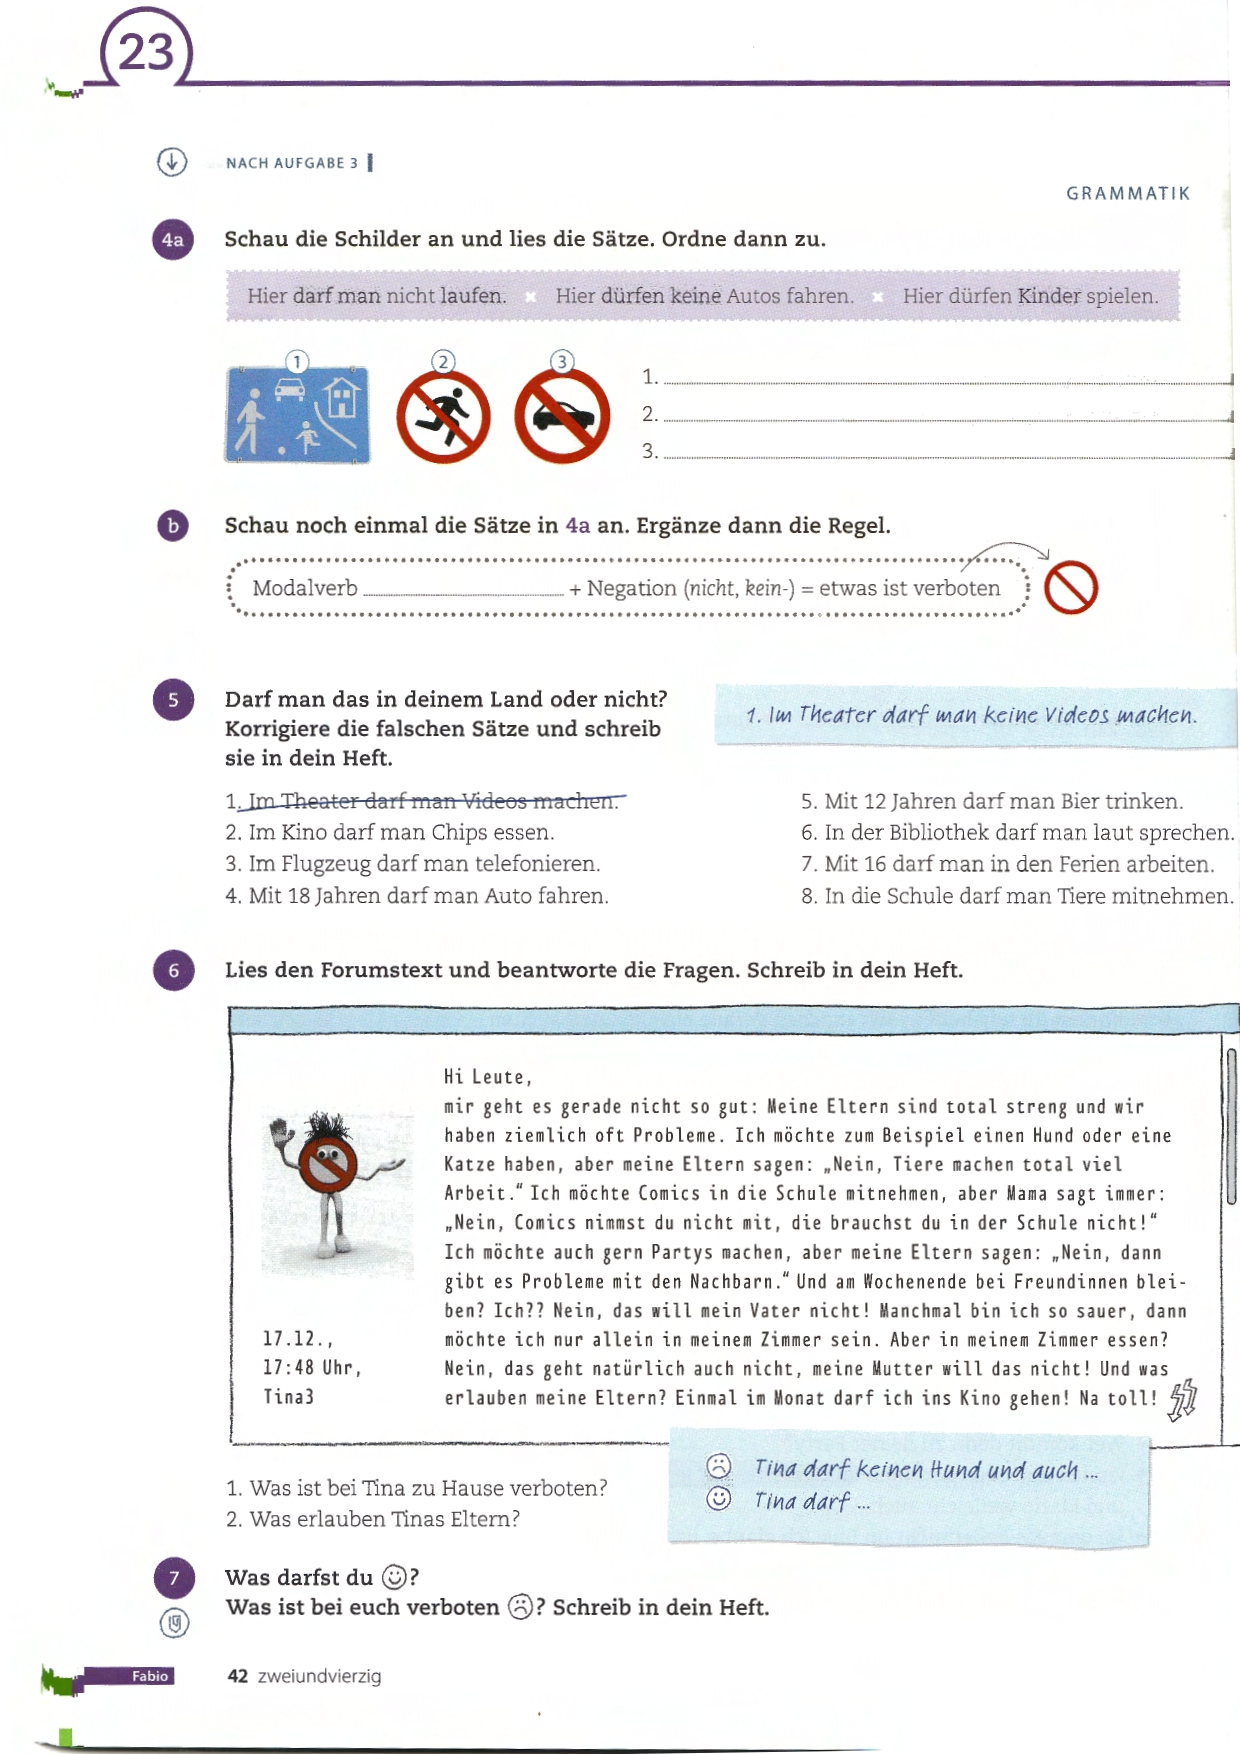 23
NACH AUFGABE 3
GRAMMATIK
4a Schau die Schilder an und lies die Sätze. Ordne dann zu.
Hier darf man nicht laufen. × Hier dürfen keine Autos fahren. × Hier dürfen Kinder spielen.
1 2 3
1.
2.
3.
b Schau noch einmal die Sätze in 4a an. Ergänze dann die Regel.
Modalverb + Negation (nicht, kein-) = etwas ist verboten
5 Darf man das in deinem Land oder nicht?
Korrigiere die falschen Sätze und schreib
sie in dein Heft.
1. Im Theater darf man keine Videos machen.
1. Im Theater darf man Videos machen.
2. Im Kino darf man Chips essen.
3. Im Flugzeug darf man telefonieren.
4. Mit 18 Jahren darf man Auto fahren.
5. Mit 12 Jahren darf man Bier trinken.
6. In der Bibliothek darf man laut sprechen.
7. Mit 16 darf man in den Ferien arbeiten.
8. In die Schule darf man Tiere mitnehmen.
6 Lies den Forumstext und beantworte die Fragen. Schreib in dein Heft.
Hi Leute,
mir geht es gerade nicht so gut: Meine Eltern sind total streng und wir
haben ziemlich oft Probleme. Ich möchte zum Beispiel einen Hund oder eine
Katze haben, aber meine Eltern sagen: „Nein, Tiere machen total viel
Arbeit.“ Ich möchte Comics in die Schule mitnehmen, aber Mama sagt immer:
„Nein, Comics nimmst du nicht mit, die brauchst du in der Schule nicht!“
Ich möchte auch gern Partys machen, aber meine Eltern sagen: „Nein, dann
gibt es Probleme mit den Nachbarn.“ Und am Wochenende bei Freundinnen blei-
ben? Ich?? Nein, das will mein Vater nicht! Manchmal bin ich so sauer, dann
möchte ich nur allein in meinem Zimmer sein. Aber in meinem Zimmer essen?
Nein, das geht natürlich auch nicht, meine Mutter will das nicht! Und was
erlauben meine Eltern? Einmal im Monat darf ich ins Kino gehen! Na toll!
17.12.,
17:48 Uhr,
Tina3
1. Was ist bei Tina zu Hause verboten?
2. Was erlauben Tinas Eltern?
Tina darf keinen Hund und auch ...
Tina darf ...
7 Was darfst du ?
Was ist bei euch verboten ? Schreib in dein Heft.
Fabio
42 zweiundvierzig